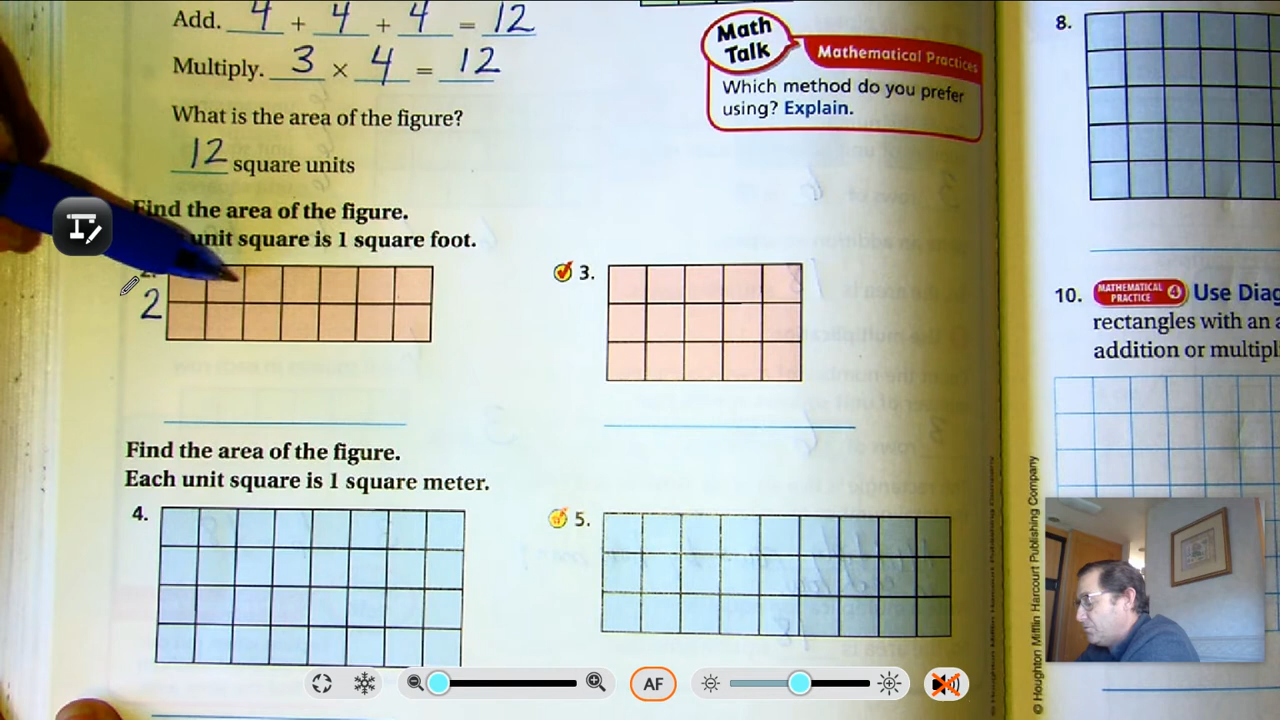 Add. 4 + 4 + 4 = 12
Multiply. 3 × 4 = 12
What is the area of the figure?
12 square units
Math
Talk
Mathematical Practices
Which method do you prefer
using? Explain.
Find the area of the figure.
unit square is 1 square foot.
2
3.
Find the area of the figure.
Each unit square is 1 square meter.
4.
5.
8.
10. MATHEMATICAL
PRACTICE 4 Use Diag
rectangles with an a
addition or multipl
© Houghton Mifflin Harcourt Publishing Company
AF